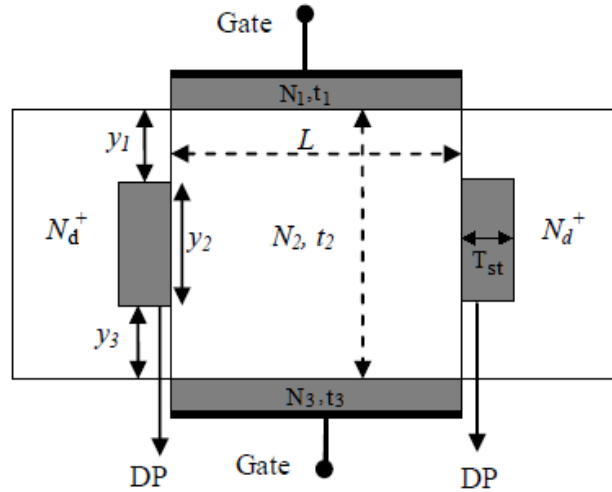 Gate
N1,t1
y1
L
Nd+
y2
N2, t2
Nd+
Tst
y3
N3,t3
DP
Gate
DP